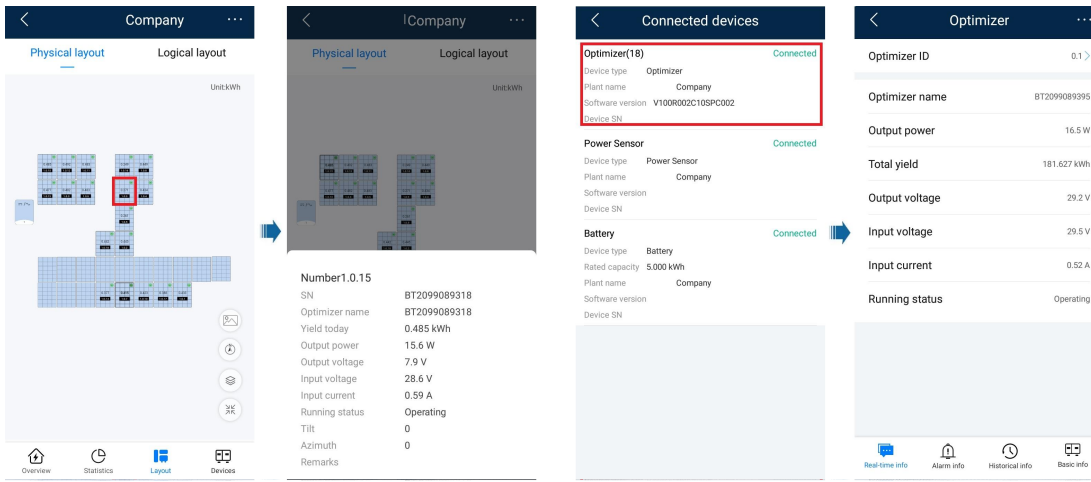 Company
Physical layout
Logical layout
Unit:kWh
Overview
Statistics
Layout
Devices
Company
Physical layout
Logical layout
Unit:kWh
Number1.0.15
SN BT2099089318
Optimizer name BT2099089318
Yield today 0.485 kWh
Output power 15.6 W
Output voltage 7.9 V
Input voltage 28.6 V
Input current 0.59 A
Running status Operating
Tilt 0
Azimuth 0
Remarks
Connected devices
Optimizer(18) Connected
Device type Optimizer
Plant name Company
Software version V100R002C10SPC002
Device SN
Power Sensor Connected
Device type Power Sensor
Plant name Company
Software version
Device SN
Battery Connected
Device type Battery
Rated capacity 5.000 kWh
Plant name Company
Software version
Device SN
Optimizer
Optimizer ID 0.1
Optimizer name BT2099089395
Output power 16.5 W
Total yield 181.627 kWh
Output voltage 29.2 V
Input voltage 29.5 V
Input current 0.52 A
Running status Operating
Real-time info
Alarm info
Historical info
Basic info